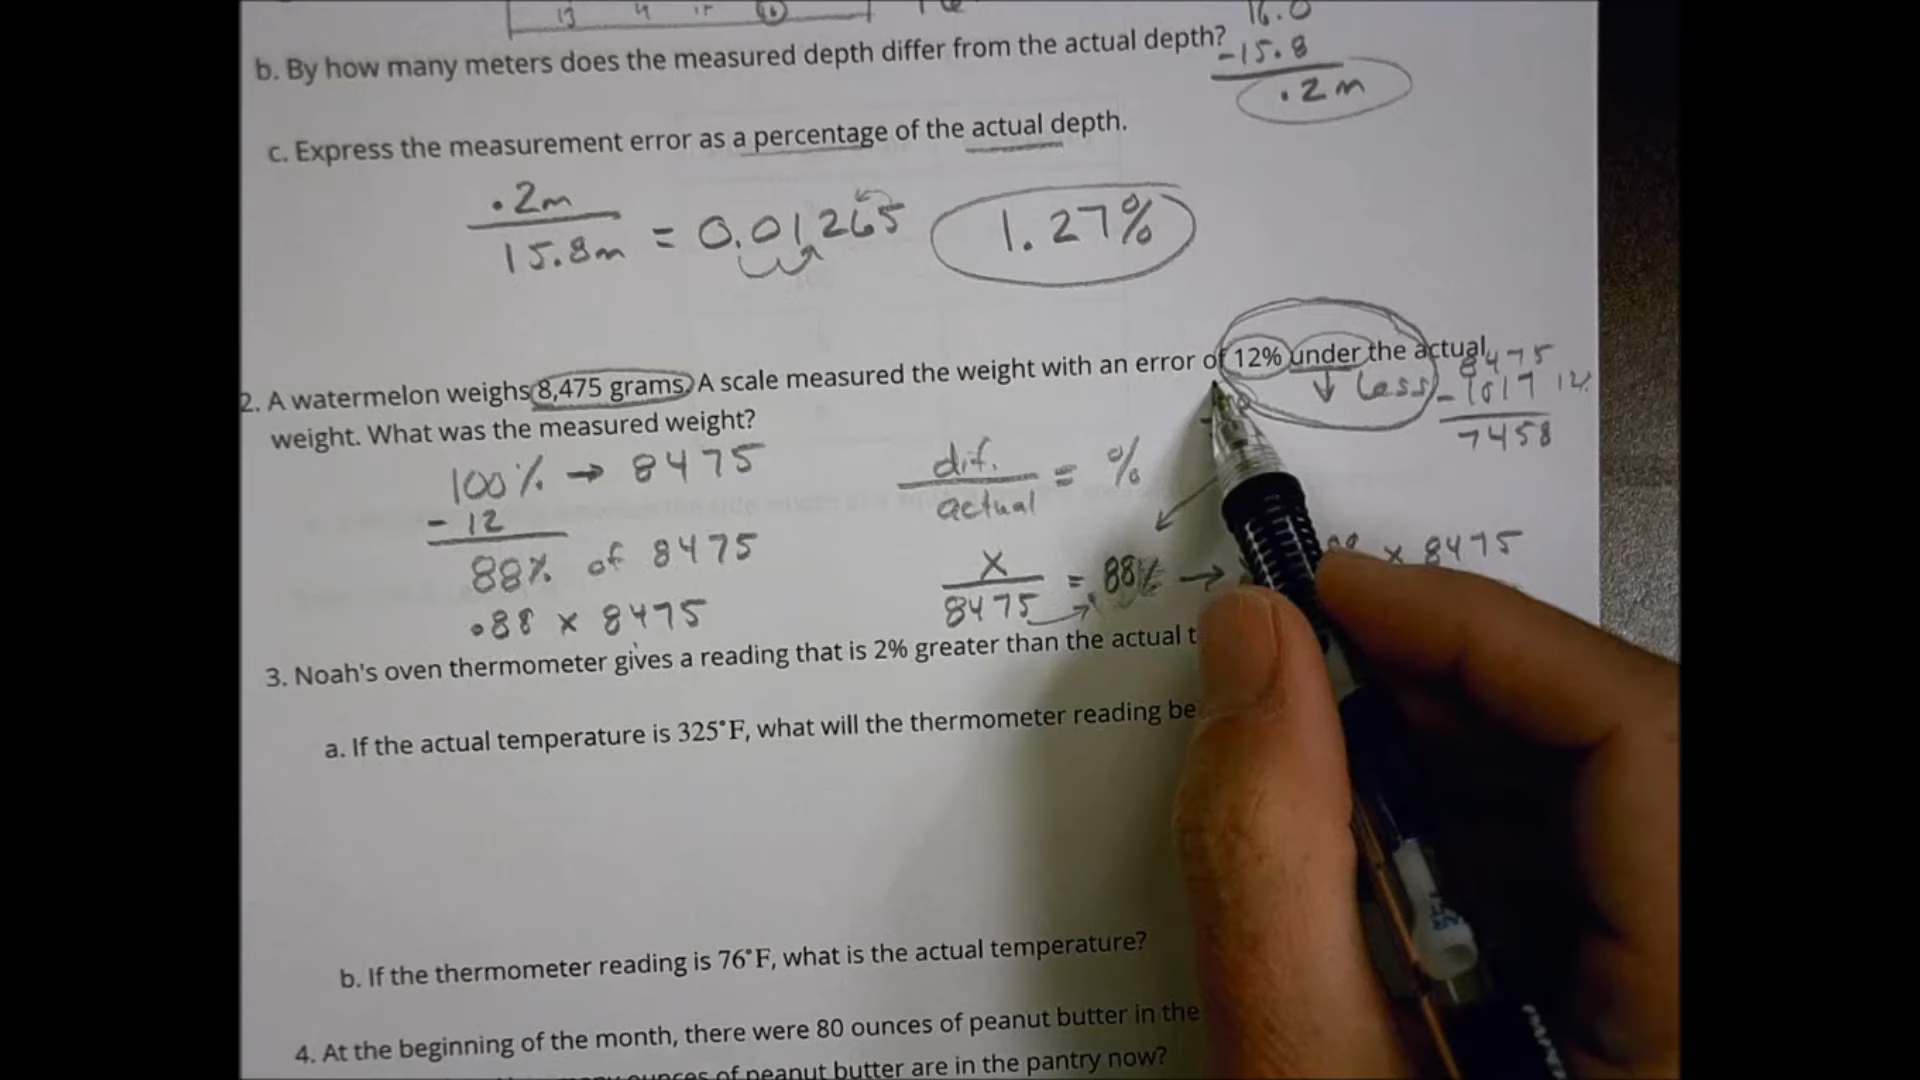 13 4 15 16
b. By how many meters does the measured depth differ from the actual depth?
16.0
-15.8
.2m
c. Express the measurement error as a percentage of the actual depth.
.2m
15.8m
= 0.01265
1.27%
2. A watermelon weighs 8,475 grams. A scale measured the weight with an error of 12% under the actual
weight. What was the measured weight?
↓ less
8475
- 1017 12%
7458
100% → 8475
- 12
88% of 8475
.88 x 8475
dif.
actual
= %
x
8475
= .88% →
x 8475
3. Noah's oven thermometer gives a reading that is 2% greater than the actual
a. If the actual temperature is 325°F, what will the thermometer reading be
b. If the thermometer reading is 76°F, what is the actual temperature?
4. At the beginning of the month, there were 80 ounces of peanut butter in the
ounces of peanut butter are in the pantry now?